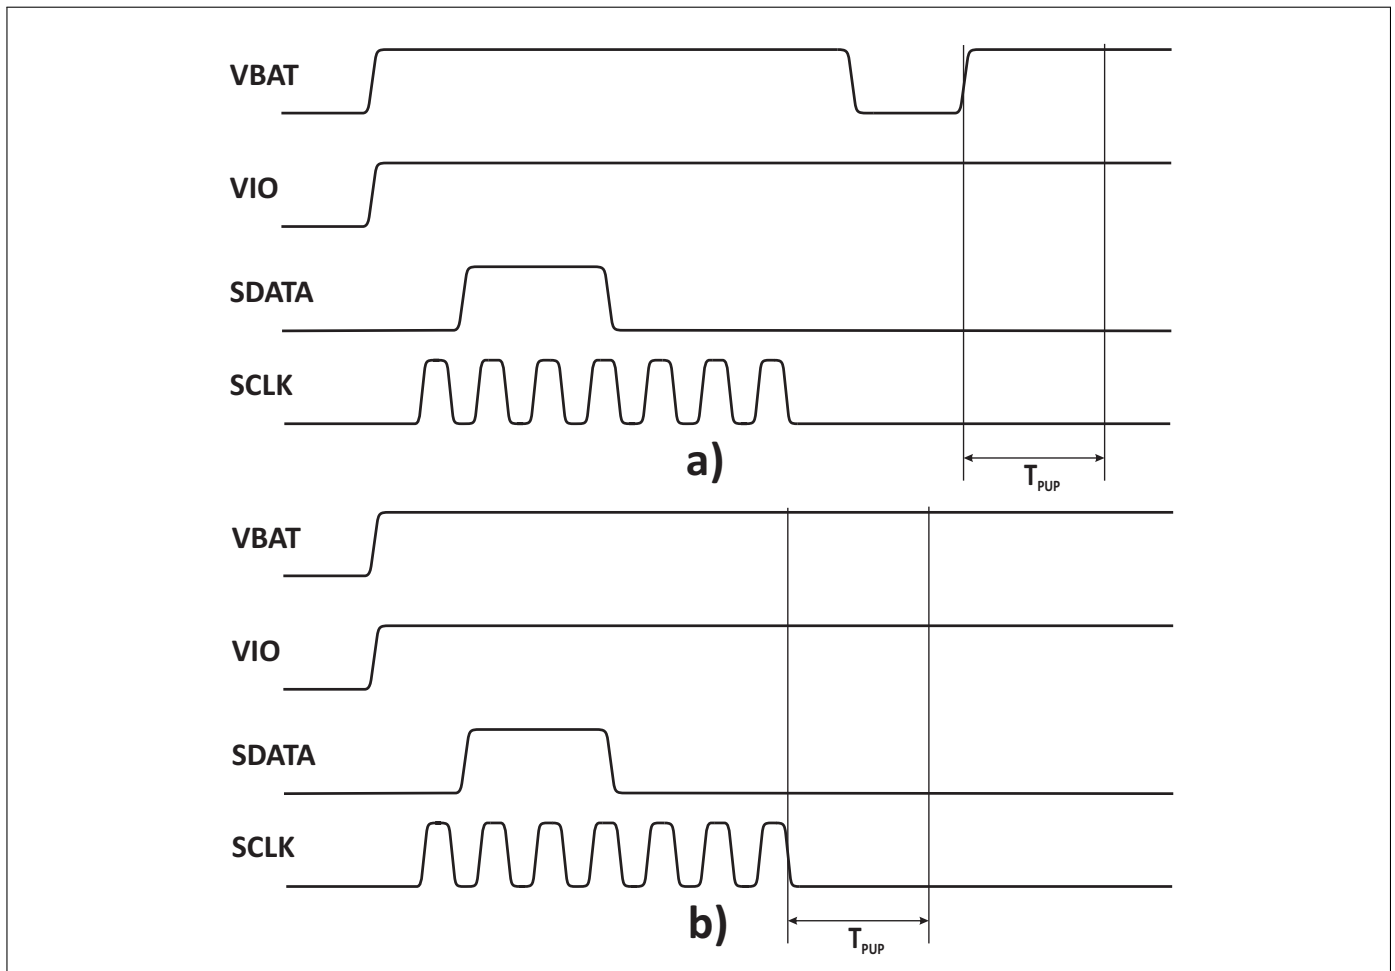 VBAT
VIO
SDATA
SCLK
a)
TPUP
VBAT
VIO
SDATA
SCLK
b)
TPUP